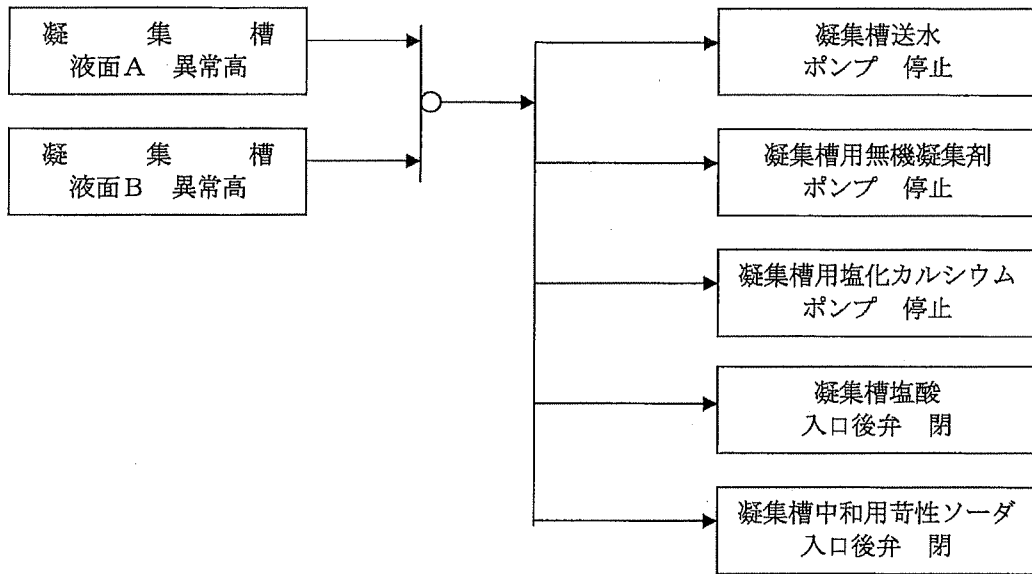 凝集槽
液面A 異常高
凝集槽
液面B 異常高
凝集槽送水
ポンプ 停止
凝集槽用無機凝集剤
ポンプ 停止
凝集槽用塩化カルシウム
ポンプ 停止
凝集槽塩酸
入口後弁 閉
凝集槽中和用苛性ソーダ
入口後弁 閉